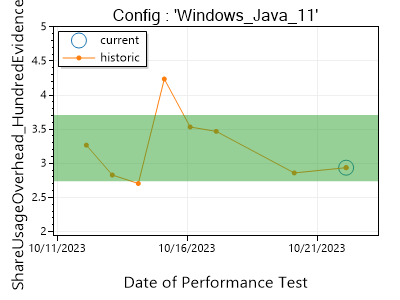 Config : 'Windows_Java_11'
ShareUsageOverhead_HundredEvidence
5
4.5
4
3.5
3
2.5
2
current
historic
10/11/2023
10/16/2023
10/21/2023
Date of Performance Test